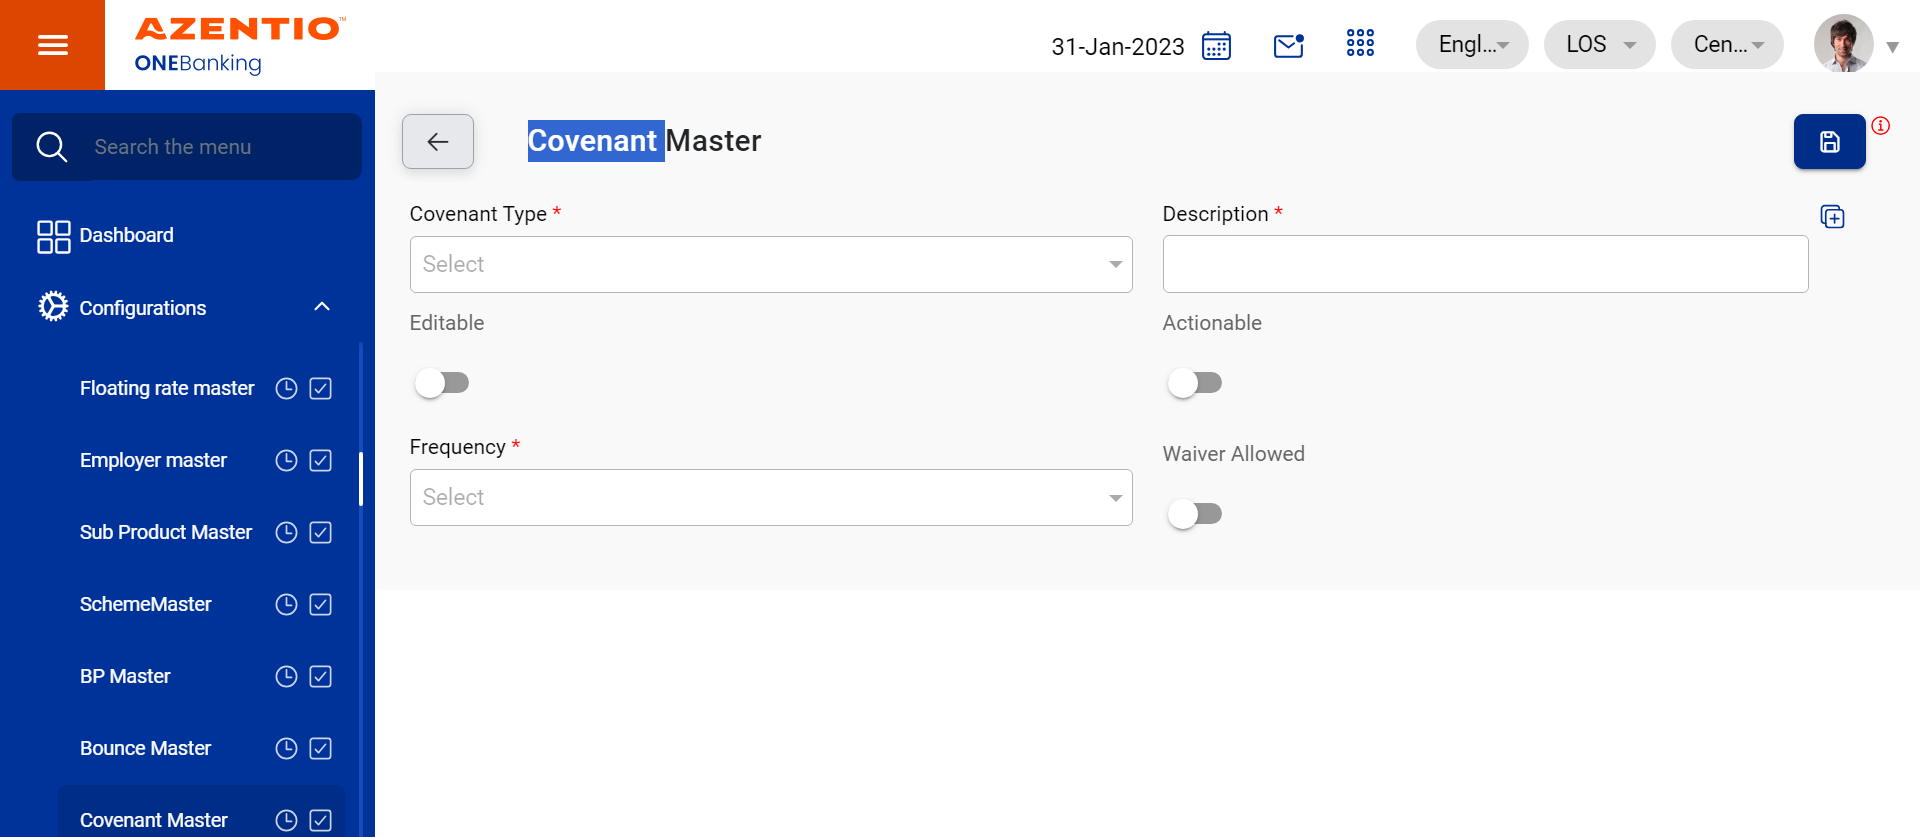 AZENTIO™
ONEBanking
31-Jan-2023
Engl...
LOS
Cen...
Search the menu
Dashboard
Configurations
Floating rate master
Employer master
Sub Product Master
SchemeMaster
BP Master
Bounce Master
Covenant Master
Covenant Master
Covenant Type *
Select
Description *
Editable
Actionable
Frequency *
Select
Waiver Allowed